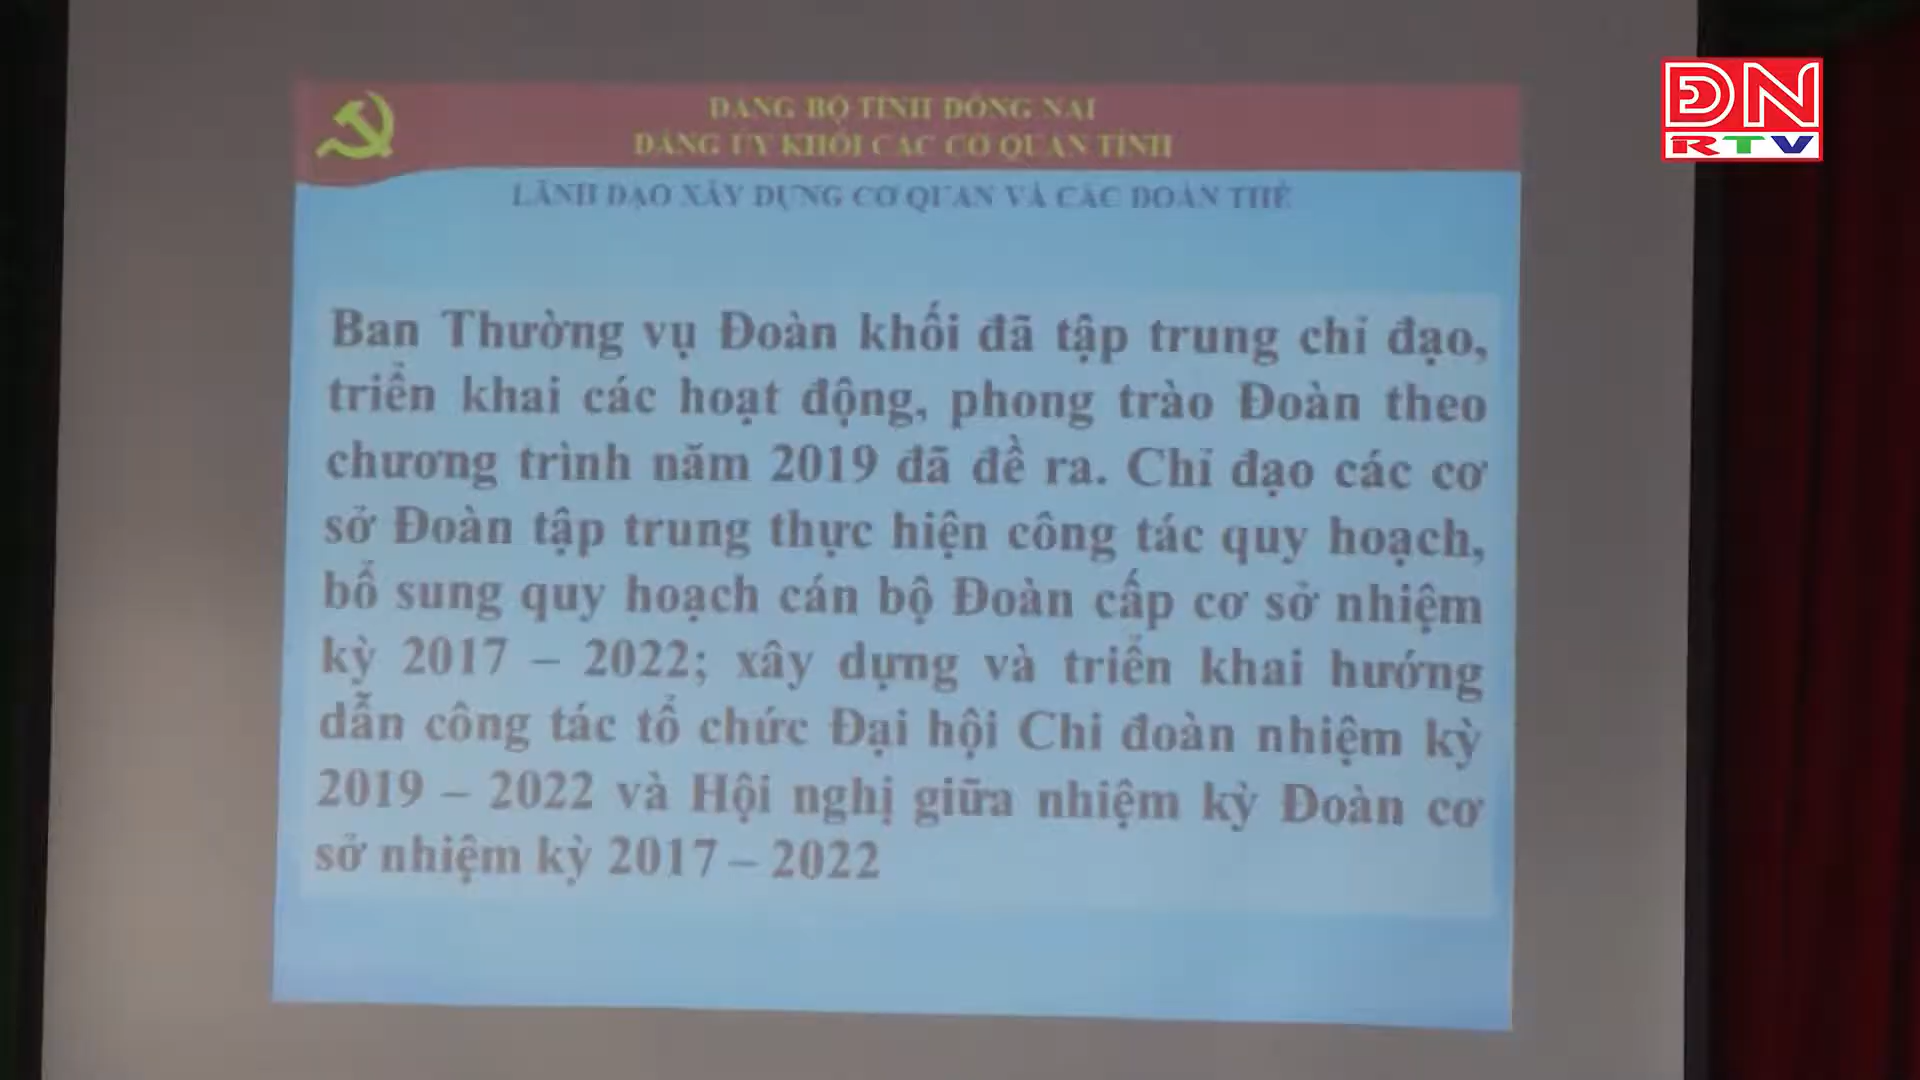 ĐẢNG BỘ TỈNH ĐỒNG NAI
ĐẢNG ỦY KHỐI CÁC CƠ QUAN TỈNH
LÃNH ĐẠO XÂY DỰNG CƠ QUAN VÀ CÁC ĐOÀN THỂ
Ban Thường vụ Đoàn khối đã tập trung chỉ đạo,
triển khai các hoạt động, phong trào Đoàn theo
chương trình năm 2019 đã đề ra. Chỉ đạo các cơ
sở Đoàn tập trung thực hiện công tác quy hoạch,
bổ sung quy hoạch cán bộ Đoàn cấp cơ sở nhiệm
kỳ 2017 – 2022; xây dựng và triển khai hướng
dẫn công tác tổ chức Đại hội Chi đoàn nhiệm kỳ
2019 – 2022 và Hội nghị giữa nhiệm kỳ Đoàn cơ
sở nhiệm kỳ 2017 – 2022
ĐN
RTV